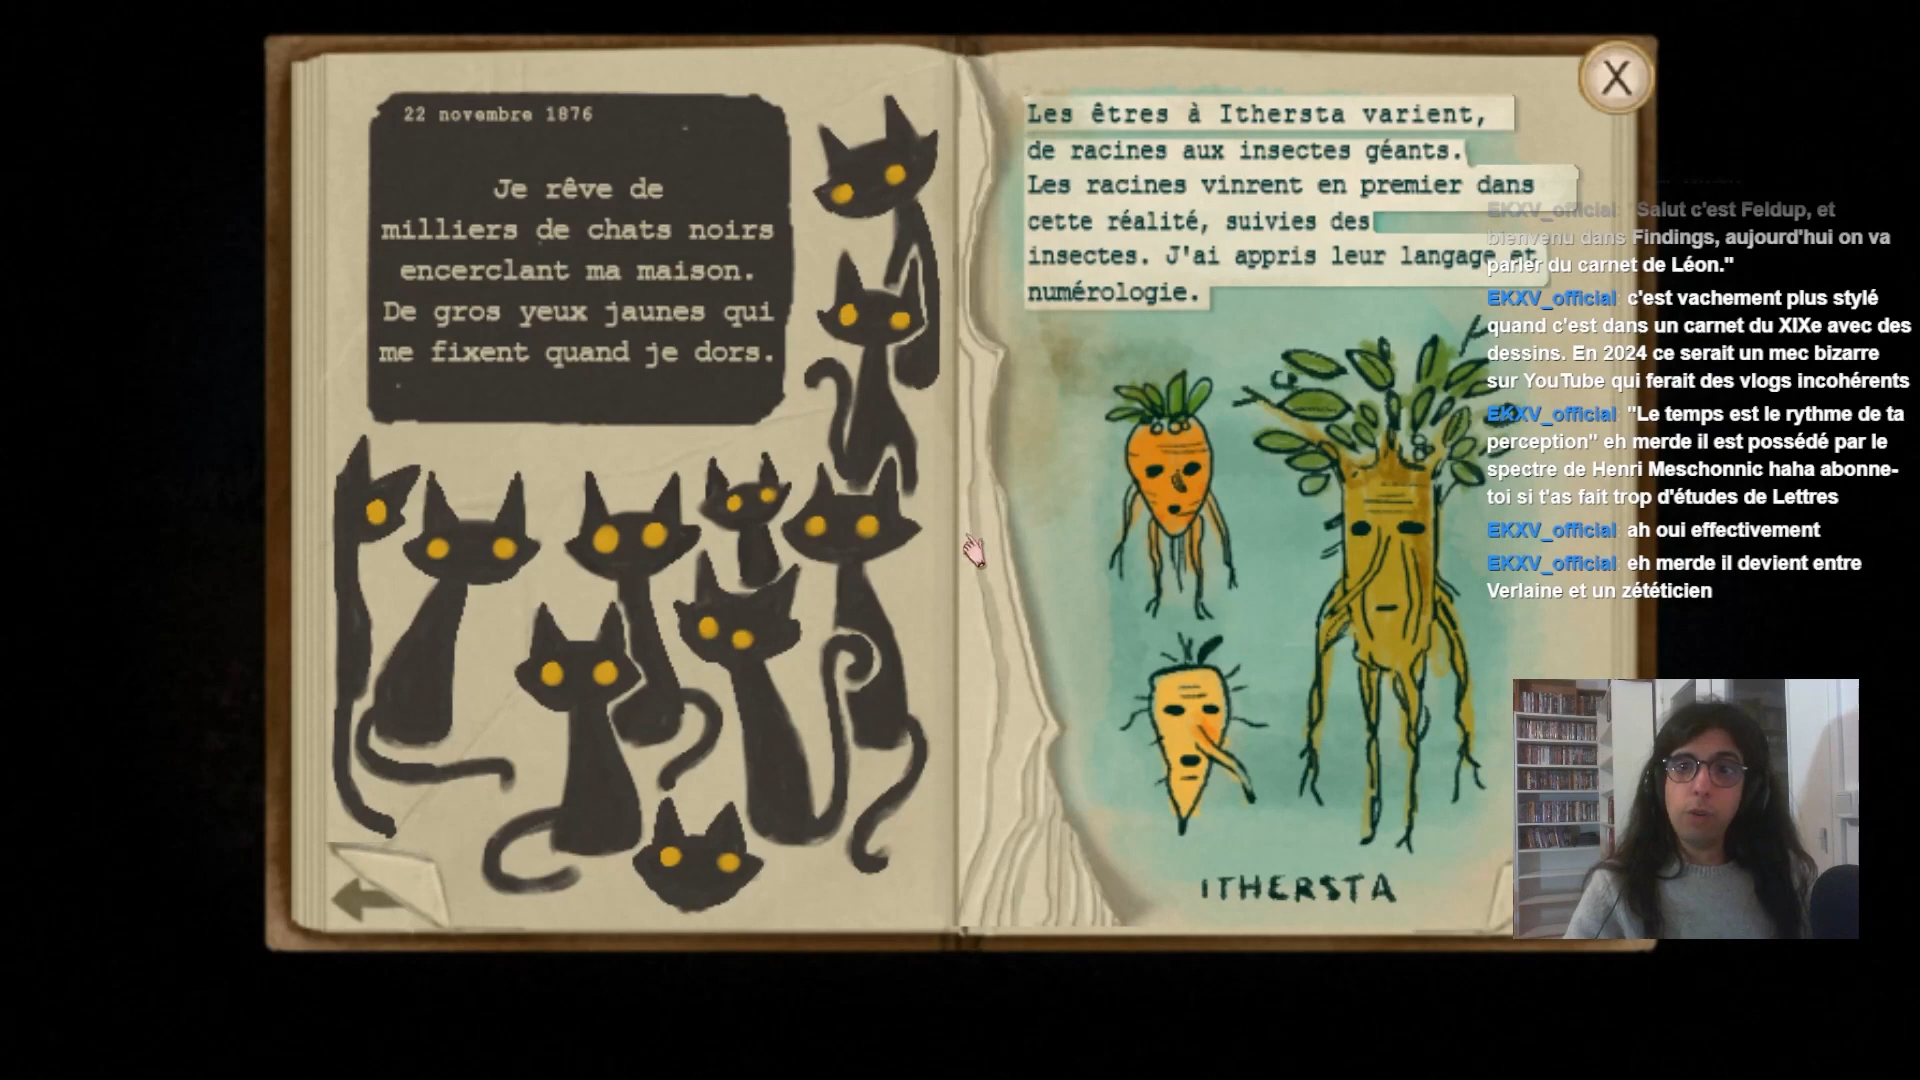 22 novembre 1876
Je rêve de
milliers de chats noirs
encerclant ma maison.
De gros yeux jaunes qui
me fixent quand je dors.
Les êtres à Ithersta varient,
de racines aux insectes géants.
Les racines vinrent en premier dans
cette réalité, suivies des
insectes. J'ai appris leur langage et
numérologie.
ITHERSTA
X
EKXV_official: "Salut c'est Feldup, et
bienvenu dans Findings, aujourd'hui on va
parler du carnet de Léon."
EKXV_official: c'est vachement plus stylé
quand c'est dans un carnet du XIXe avec des
dessins. En 2024 ce serait un mec bizarre
sur YouTube qui ferait des vlogs incohérents
EKXV_official: "Le temps est le rythme de ta
perception" eh merde il est possédé par le
spectre de Henri Meschonnic haha abonne-
toi si t'as fait trop d'études de Lettres
EKXV_official: ah oui effectivement
EKXV_official: eh merde il devient entre
Verlaine et un zététicien